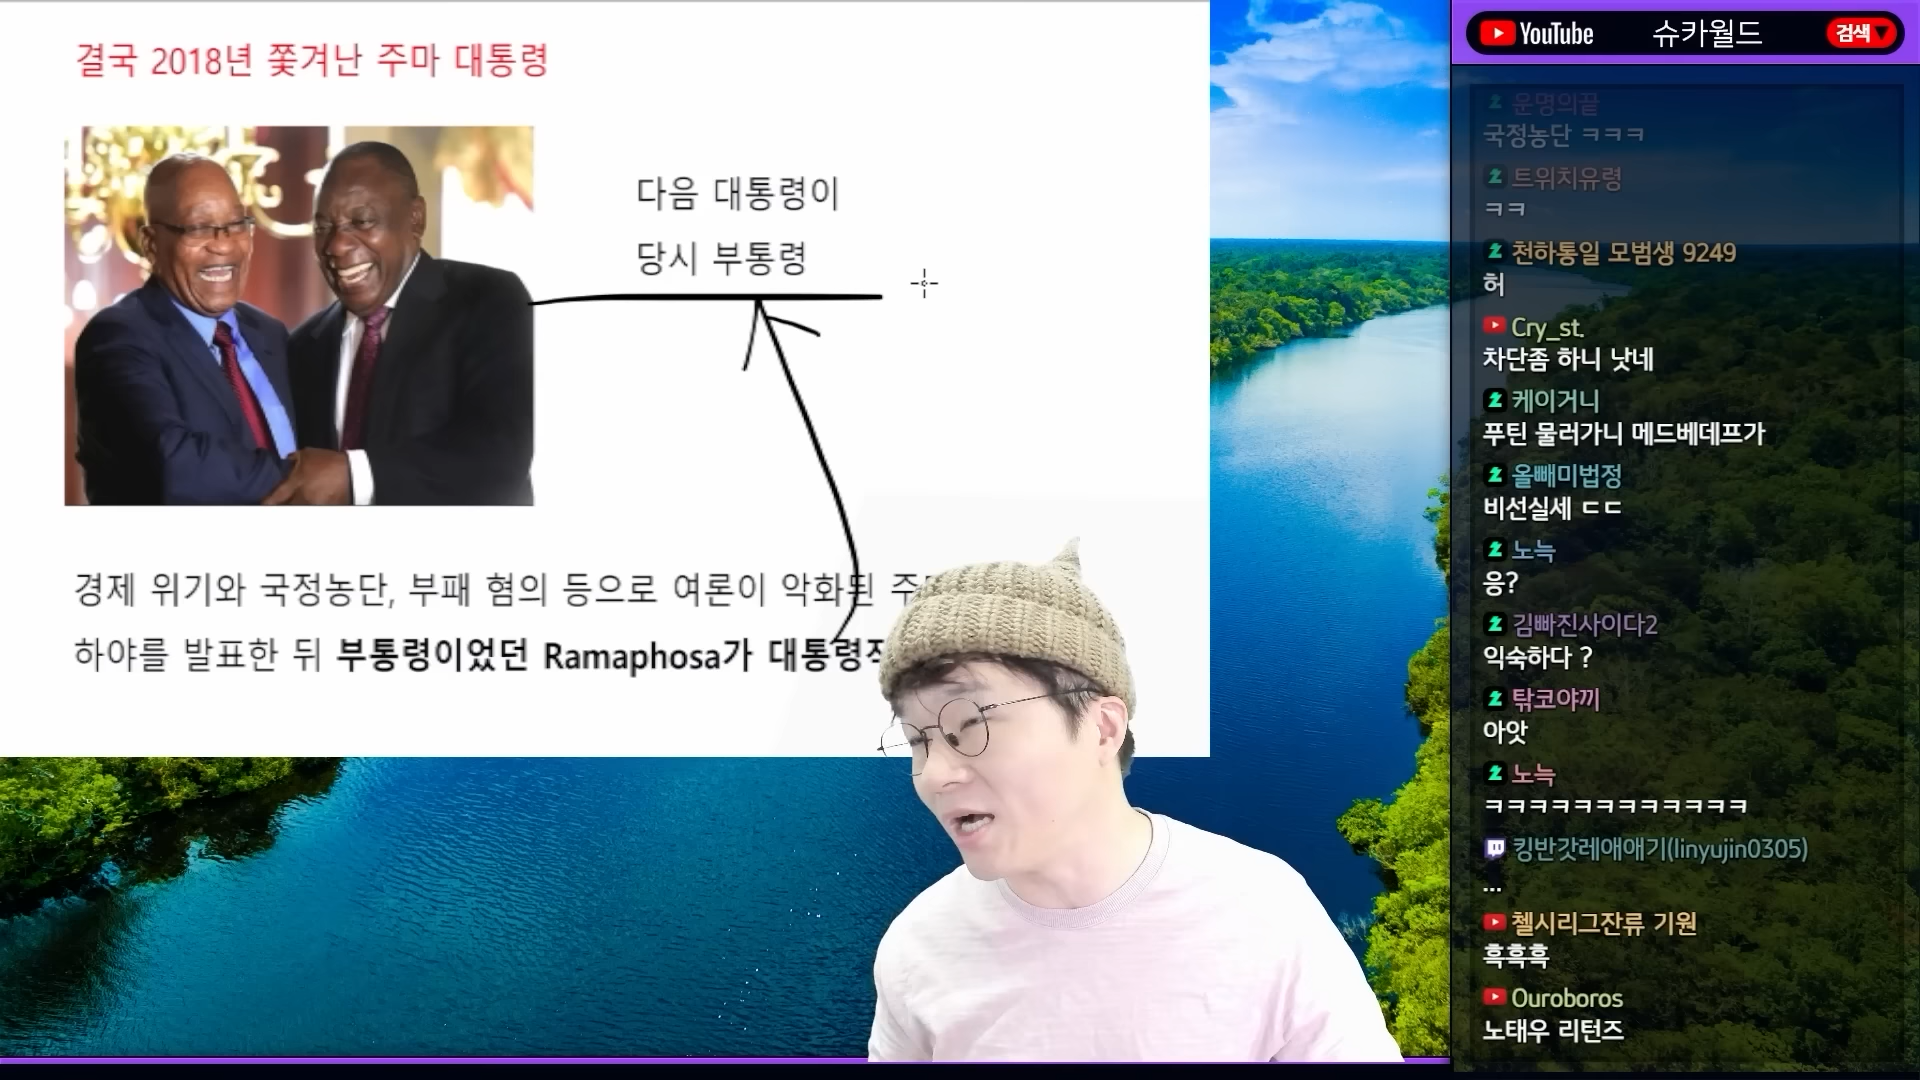 결국 2018년 쫓겨난 주마 대통령
다음 대통령이
당시 부통령
경제 위기와 국정농단, 부패 혐의 등으로 여론이 악화된
하야를 발표한 뒤 부통령이었던 Ramaphosa가
YouTube 슈카월드 검색
운명의끝
국정농단 ㅋㅋㅋ
트위치유령
ㅋㅋ
천하통일 모범생 9249
허
Cry_st.
차단좀 하니 낫네
케이거니
푸틴 물러가니 메드베데프가
올빼미법정
비선실세 ㄷㄷ
노늑
응?
김빠진사이다2
익숙하다 ?
탂코야끼
아앗
노늑
ㅋㅋㅋㅋㅋㅋㅋㅋㅋㅋㅋㅋ
킹반갓레애애기(linyujin0305)
...
첼시리그잔류 기원
흑흑흑
Ouroboros
노태우 리턴즈